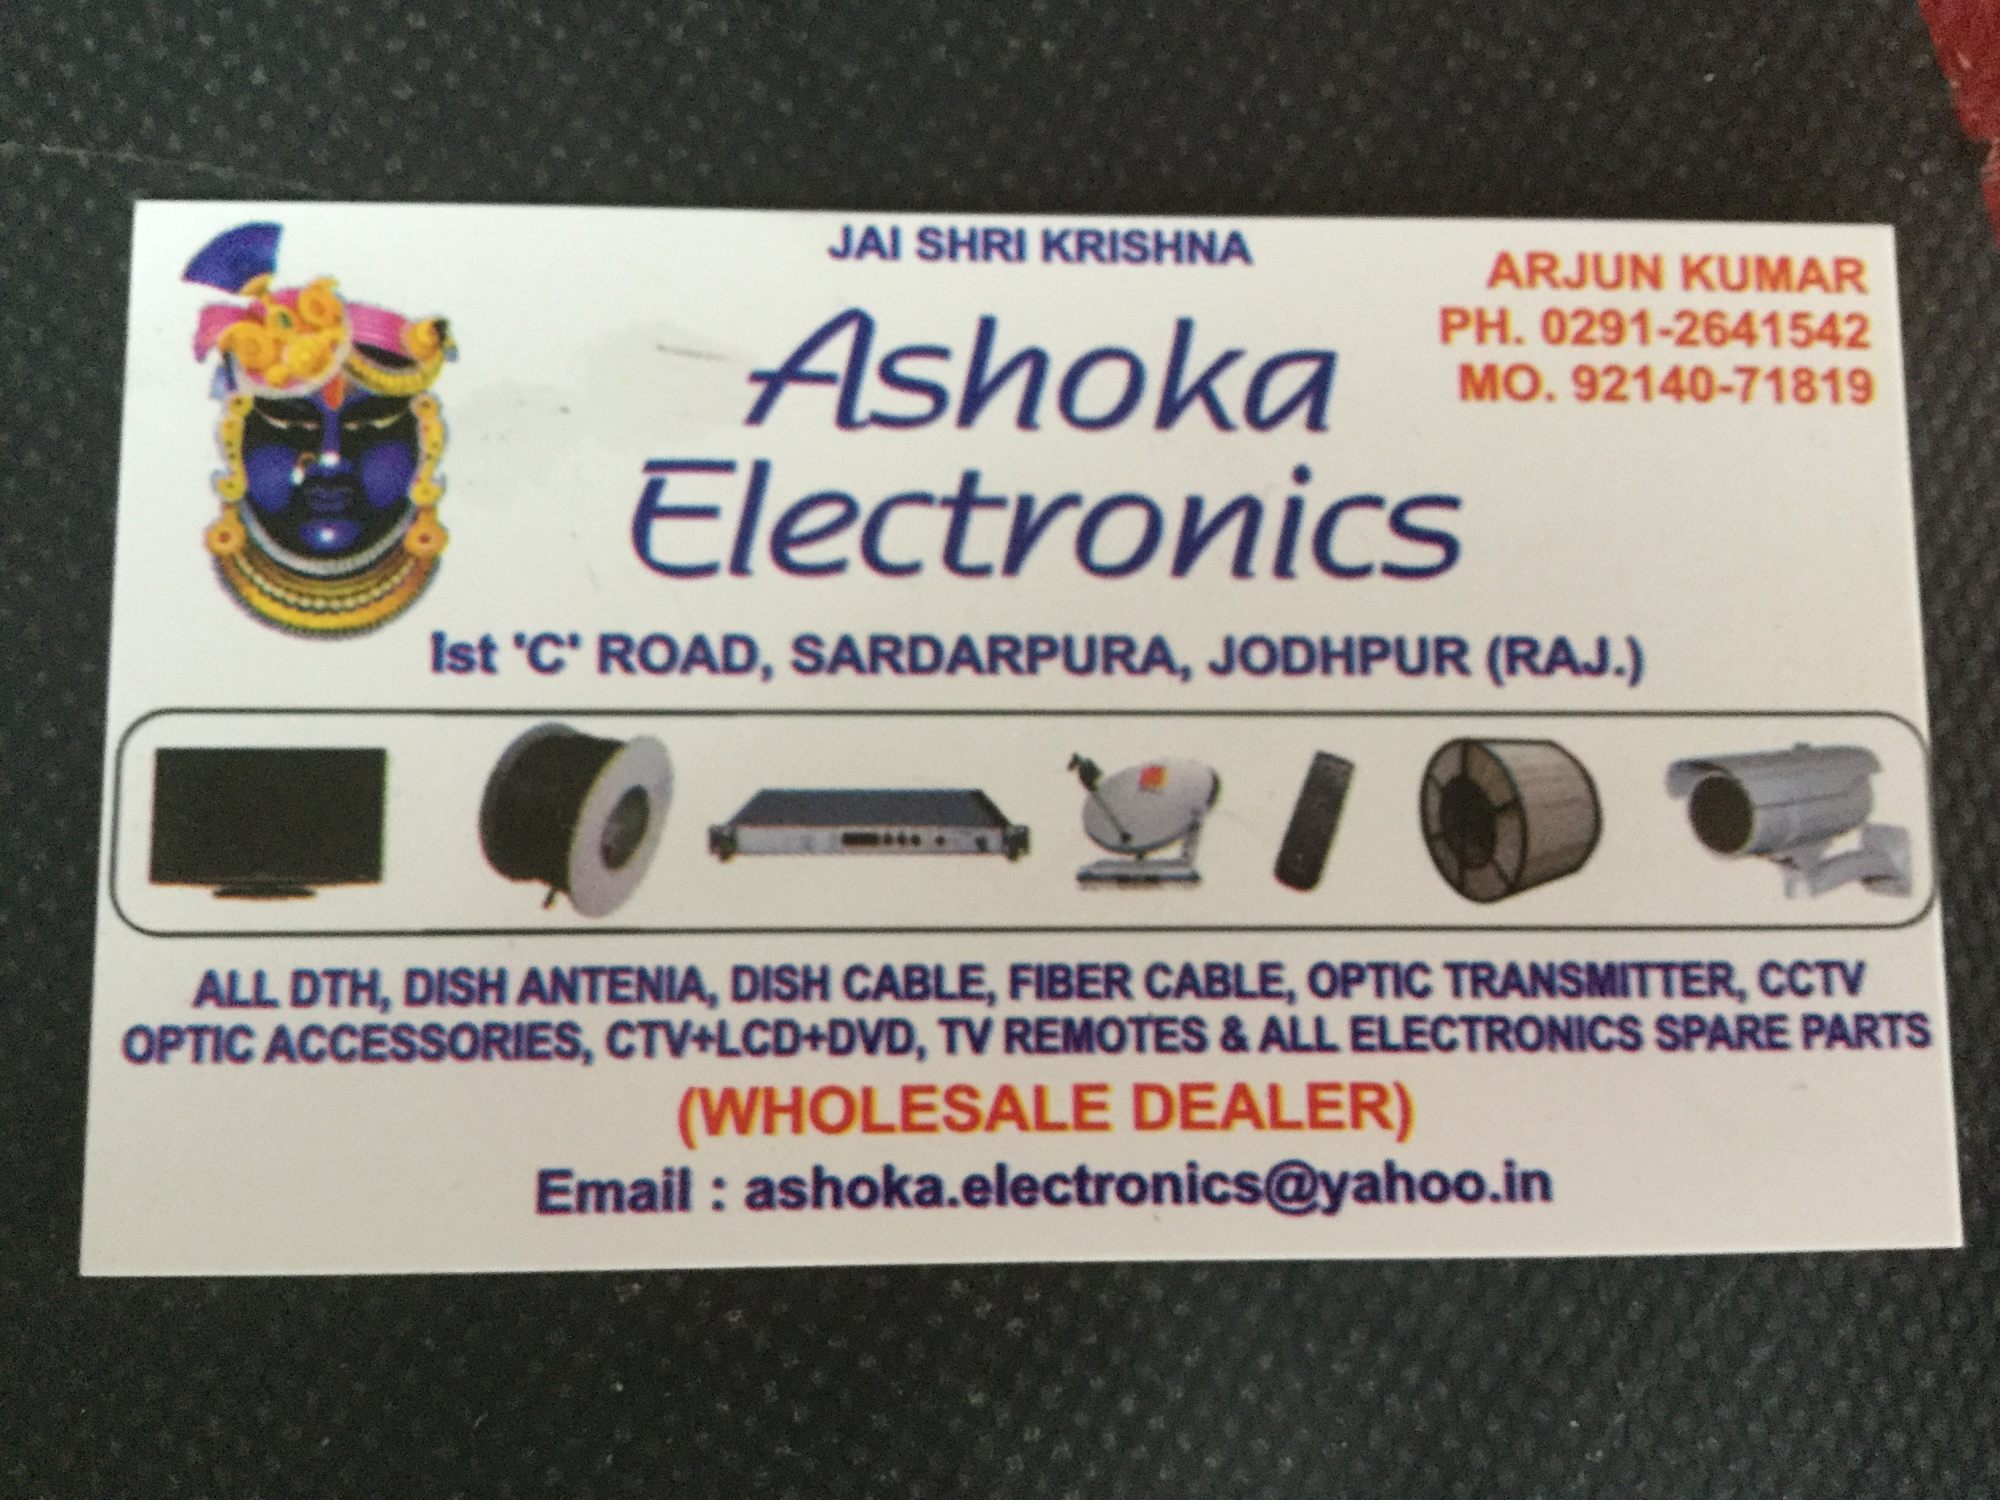 JAI SHRI KRISHNA
ARJUN KUMAR
PH. 0291-2641542
MO. 92140-71819
Ashoka
Electronics
Ist 'C' ROAD, SARDARPURA, JODHPUR (RAJ.)
ALL DTH, DISH ANTENIA, DISH CABLE, FIBER CABLE, OPTIC TRANSMITTER, CCTV
OPTIC ACCESSORIES, CTV+LCD+DVD, TV REMOTES & ALL ELECTRONICS SPARE PARTS
(WHOLESALE DEALER)
Email : ashoka.electronics@yahoo.in